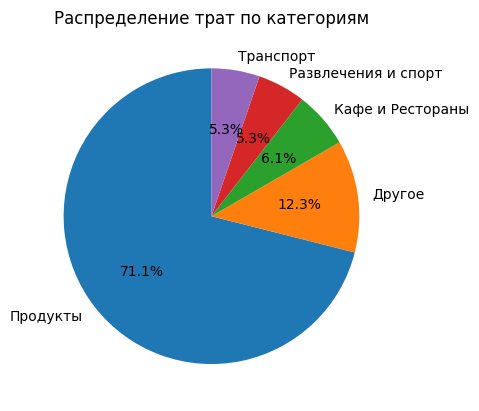 Распределение трат по категориям
Транспорт
Развлечения и спорт
Кафе и Рестораны
Другое
Продукты
5.3%
5.3%
6.1%
12.3%
71.1%